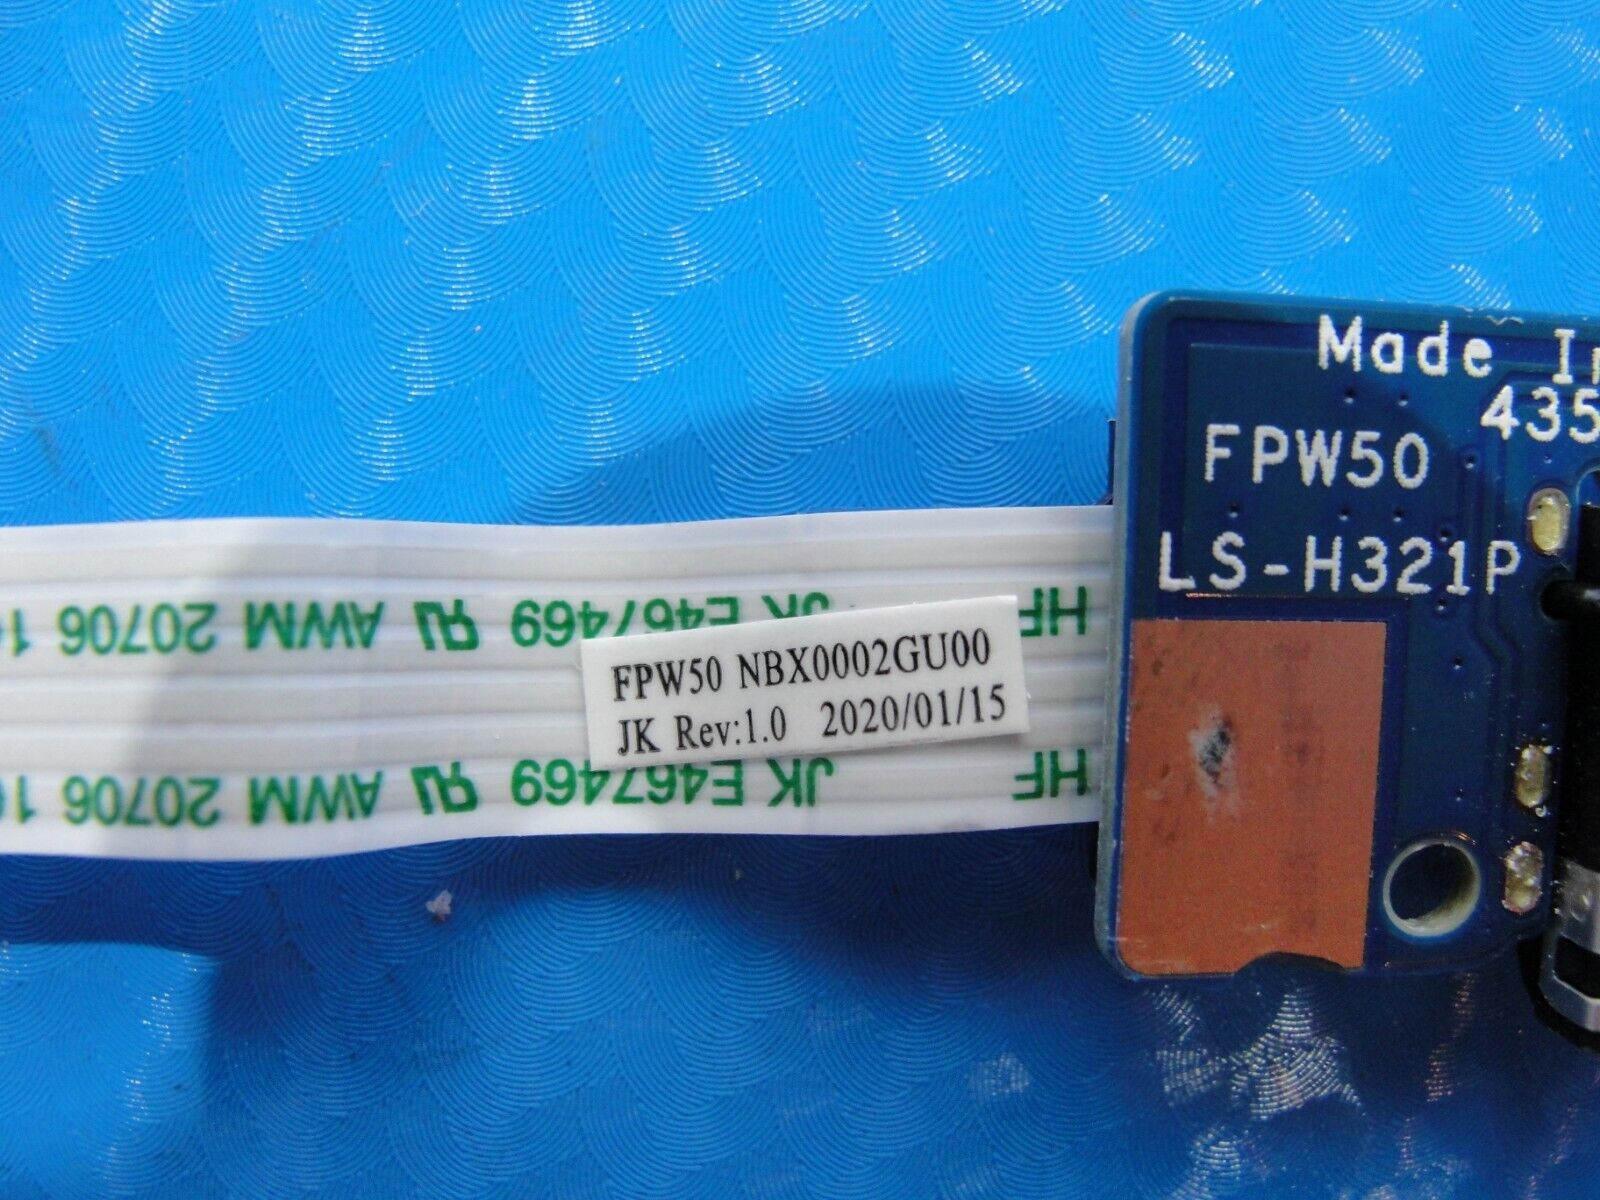 Made In
435
FPW50
LS-H321P
FPW50 NBX0002GU00
JK Rev:1.0 2020/01/15
HF JK E467469 AWM 20706
HF JK E467469 AWM 20706